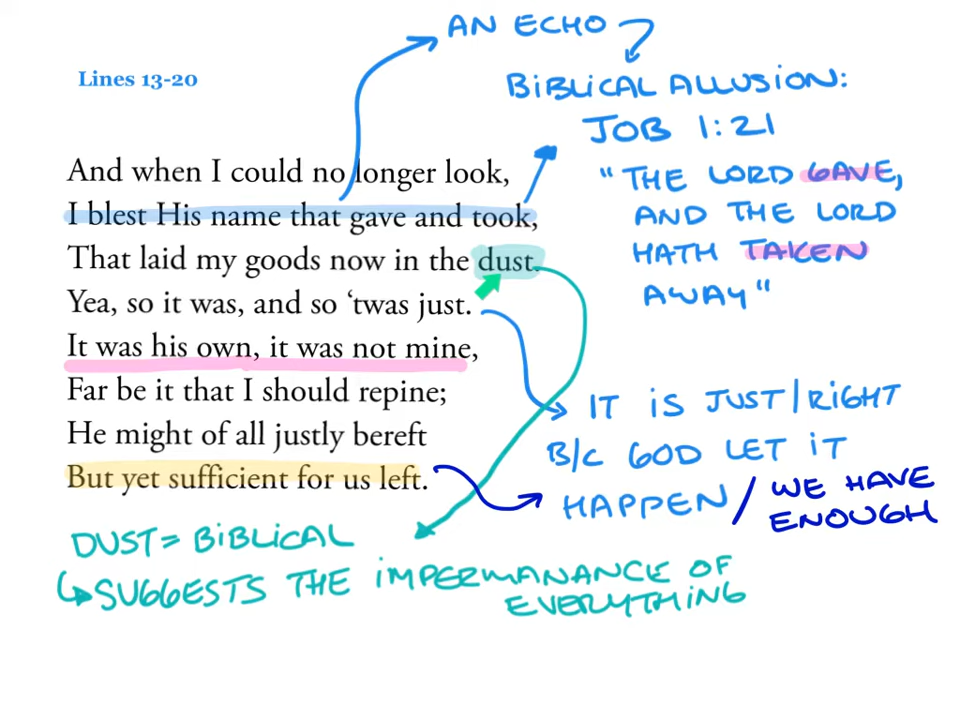 AN ECHO
Lines 13-20
BIBLICAL ALLUSION:
JOB 1:21
"THE LORD GAVE,
AND THE LORD
HATH TAKEN
AWAY"
And when I could no longer look,
I blest His name that gave and took,
That laid my goods now in the dust.
Yea, so it was, and so ‘twas just.
It was his own, it was not mine,
Far be it that I should repine;
He might of all justly bereft
But yet sufficient for us left.
IT IS JUST/RIGHT
B/C GOD LET IT
HAPPEN / WE HAVE
ENOUGH
DUST = BIBLICAL
SUGGESTS THE IMPERMANANCE OF
EVERYTHING